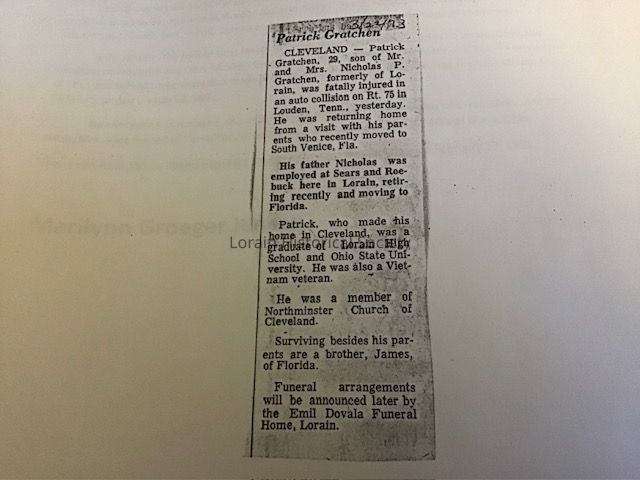 3/22/73
Patrick Gratchen
CLEVELAND — Patrick
Gratchen, 29, son of Mr.
and Mrs. Nicholas P.
Gratchen, formerly of Lo-
rain, was fatally injured in
an auto collision on Rt. 75 in
Louden, Tenn., yesterday.
He was returning home
from a visit with his par-
ents who recently moved to
South Venice, Fla.
His father Nicholas was
employed at Sears and Roe-
buck here in Lorain, retir-
ing recently and moving to
Florida.
Patrick, who made his
home in Cleveland, was a
graduate of Lorain High
School and Ohio State Uni-
versity. He was also a Viet-
nam veteran.
He was a member of
Northminster Church of
Cleveland.
Surviving besides his par-
ents are a brother, James,
of Florida.
Funeral arrangements
will be announced later by
the Emil Dovala Funeral
Home, Lorain.
Lorain Historical Society